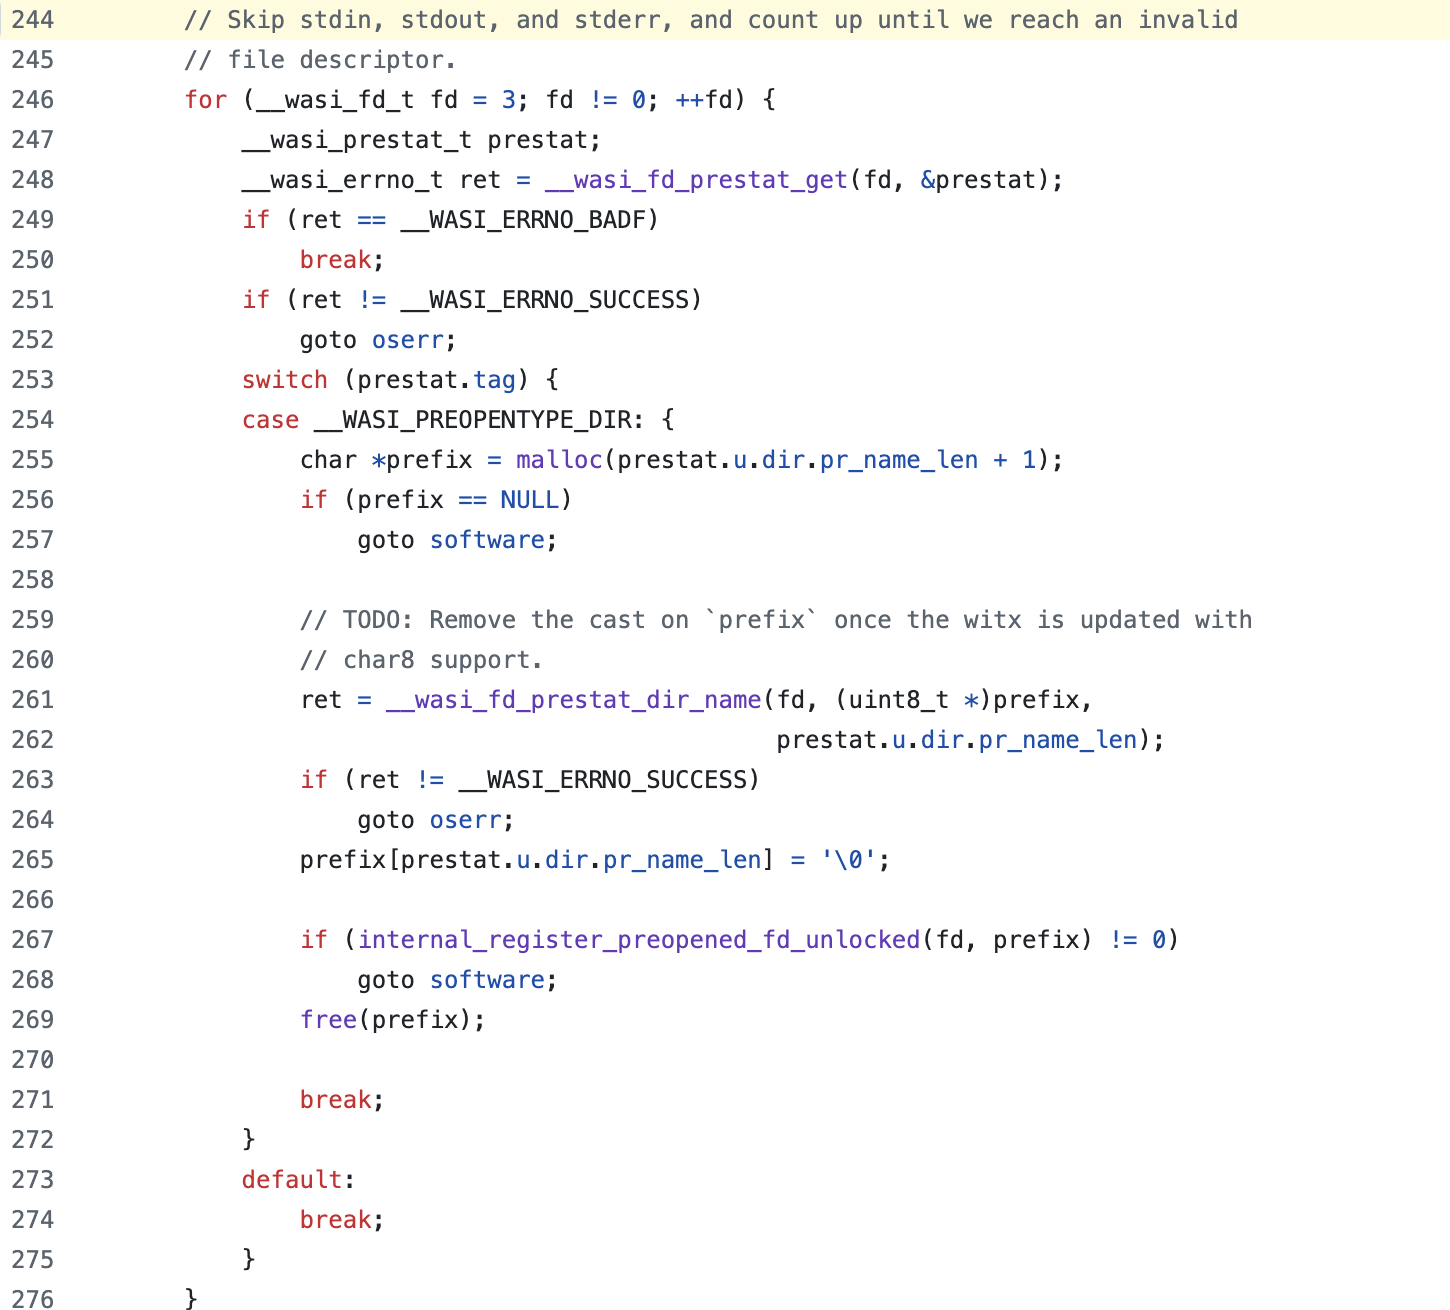 244         // Skip stdin, stdout, and stderr, and count up until we reach an invalid
245         // file descriptor.
246         for (__wasi_fd_t fd = 3; fd != 0; ++fd) {
247             __wasi_prestat_t prestat;
248             __wasi_errno_t ret = __wasi_fd_prestat_get(fd, &prestat);
249             if (ret == __WASI_ERRNO_BADF)
250                 break;
251             if (ret != __WASI_ERRNO_SUCCESS)
252                 goto oserr;
253             switch (prestat.tag) {
254             case __WASI_PREOPENTYPE_DIR: {
255                 char *prefix = malloc(prestat.u.dir.pr_name_len + 1);
256                 if (prefix == NULL)
257                     goto software;
258
259                 // TODO: Remove the cast on `prefix` once the witx is updated with
260                 // char8 support.
261                 ret = __wasi_fd_prestat_dir_name(fd, (uint8_t *)prefix,
262                                                  prestat.u.dir.pr_name_len);
263                 if (ret != __WASI_ERRNO_SUCCESS)
264                     goto oserr;
265                 prefix[prestat.u.dir.pr_name_len] = '\0';
266
267                 if (internal_register_preopened_fd_unlocked(fd, prefix) != 0)
268                     goto software;
269                 free(prefix);
270
271                 break;
272             }
273             default:
274                 break;
275             }
276         }